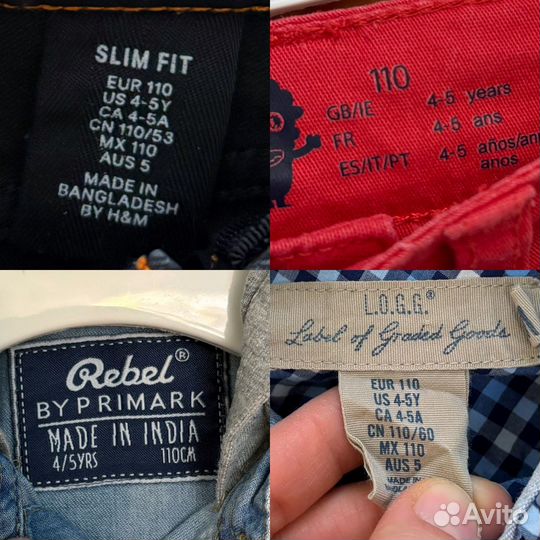 SLIM FIT
EUR 110
US 4-5Y
CA 4-5A
CN 110/53
MX 110
AUS 5
MADE IN
BANGLADESH
BY H&M
110
GB/IE 4-5 years
FR 4-5 ans
ES/IT/PT 4-5 años/anni
anos
Rebel®
BY PRIMARK
MADE IN INDIA
4/5YRS 110CM
L.O.G.G.®
Label of Graded Goods
EUR 110
US 4-5Y
CA 4-5A
CN 110/60
MX 110
AUS 5
MADE IN
Avito